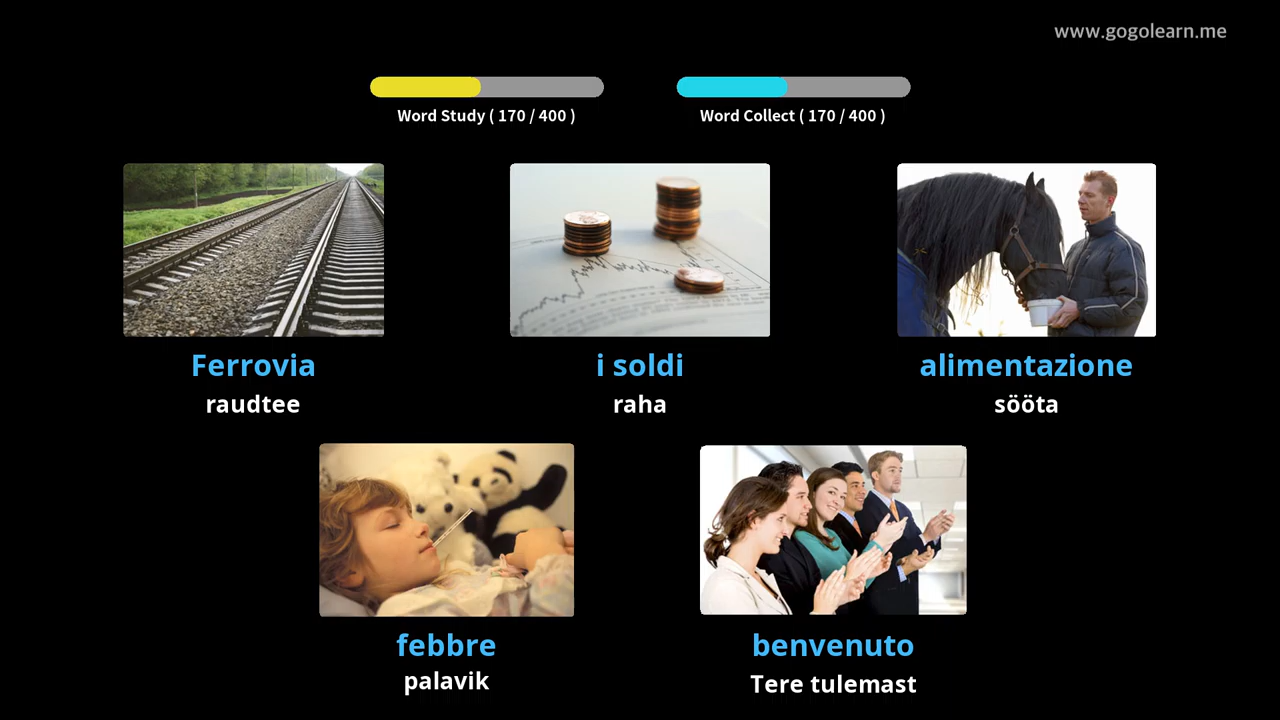 www.gogolearn.me
Word Study ( 170 / 400 )
Word Collect ( 170 / 400 )
Ferrovia
raudtee
i soldi
raha
alimentazione
sööta
febbre
palavik
benvenuto
Tere tulemast